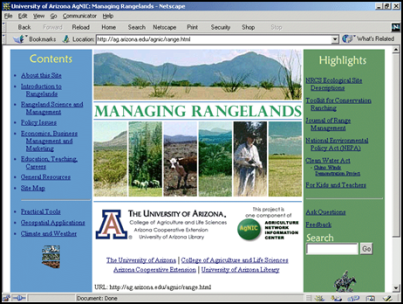 University of Arizona AgNIC: Managing Rangelands - Netscape
File Edit View Go Communicator Help
Back Forward Reload Home Search Netscape Print Security Shop Stop
Bookmarks Location: http://ag.arizona.edu/agnic/range.html What's Related
Contents
About this Site
Introduction to
Rangelands
Rangeland Science and
Management
Policy Issues
Economics, Business
Management and
Marketing
Education, Teaching,
Careers
General Resources
Site Map
Practical Tools
Geospatial Applications
Climate and Weather
MANAGING RANGELANDS
A
THE UNIVERSITY OF ARIZONA.
College of Agriculture and Life Sciences
Arizona Cooperative Extension
University of Arizona Library
This project is
one component of
AgNIC
AGRICULTURE
NETWORK
INFORMATION
CENTER
The University of Arizona | College of Agriculture and Life Sciences
Arizona Cooperative Extension | University of Arizona Library
URL: http://ag.arizona.edu/agnic/range.html
Highlights
NRCS Ecological Site
Descriptions
Toolkit for Conservation
Ranching
Journal of Range
Management
National Environmental
Policy Act (NEPA)
Clean Water Act
Demonstration Project
For Kids and Teachers
Ask Questions
Feedback
Search
Go
Document: Done